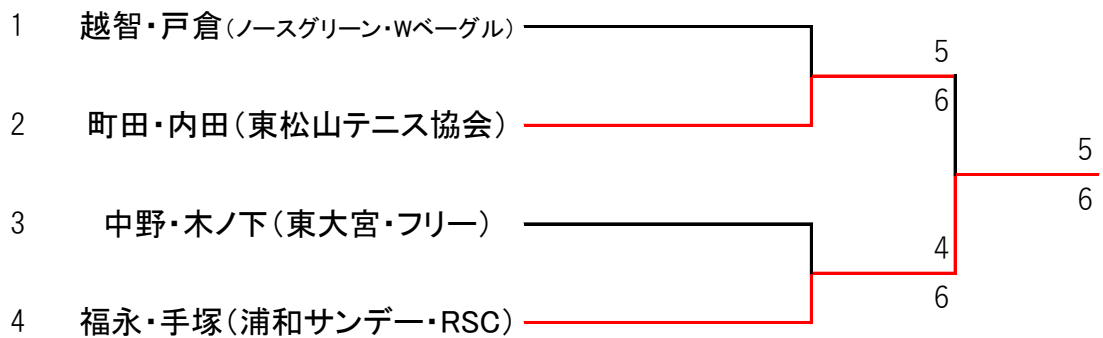 1 越智・戸倉(ノースグリーン・Wベーグル)
5
6
2 町田・内田(東松山テニス協会)
5
6
3 中野・木ノ下(東大宮・フリー)
4
6
4 福永・手塚(浦和サンデー・RSC)